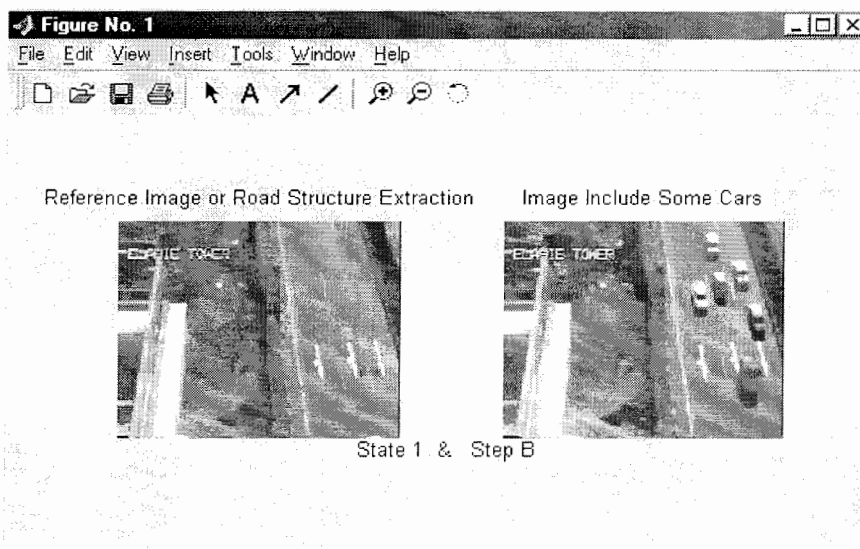 Figure No. 1
File Edit View Insert Tools Window Help
A
Reference Image or Road Structure Extraction Image Include Some Cars
TOWER TOWER
State 1 & Step B